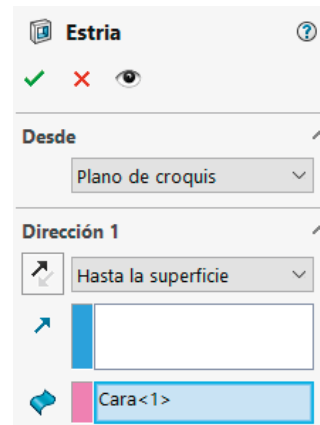 Estria
Desde
Plano de croquis
Dirección 1
Hasta la superficie
Cara<1>